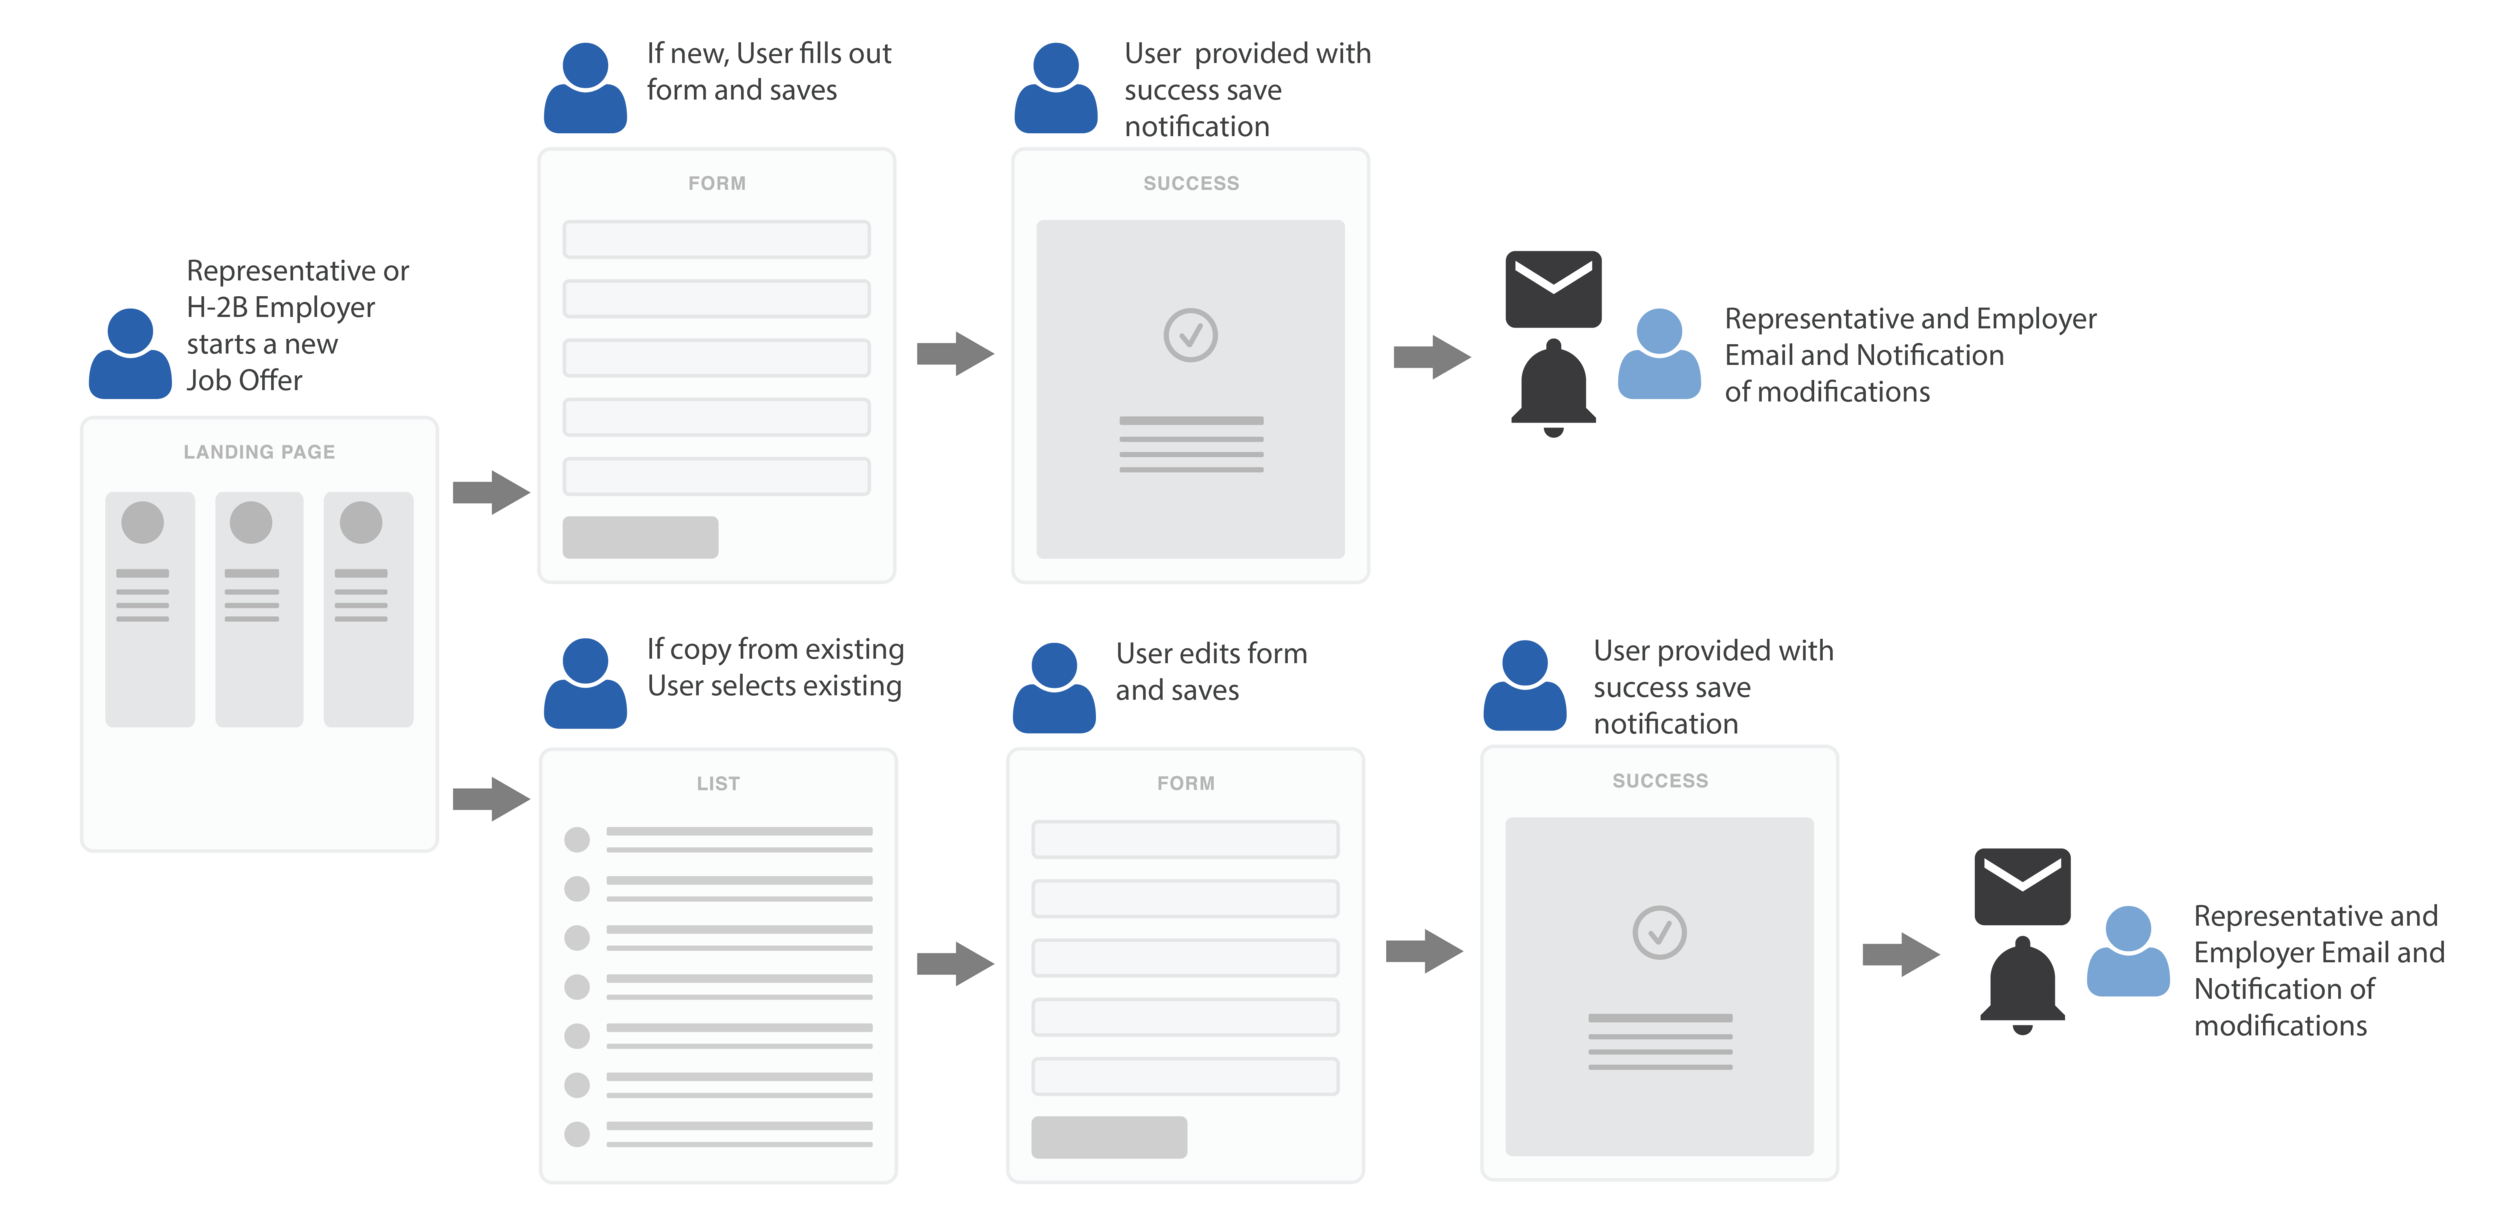 Representative or
H-2B Employer
starts a new
Job Offer
LANDING PAGE
If new, User fills out
form and saves
FORM
User  provided with
success save
notification
SUCCESS
Representative and Employer
Email and Notification
of modifications
If copy from existing
User selects existing
LIST
User edits form
and saves
FORM
User provided with
success save
notification
SUCCESS
Representative and
Employer Email and
Notification of
modifications